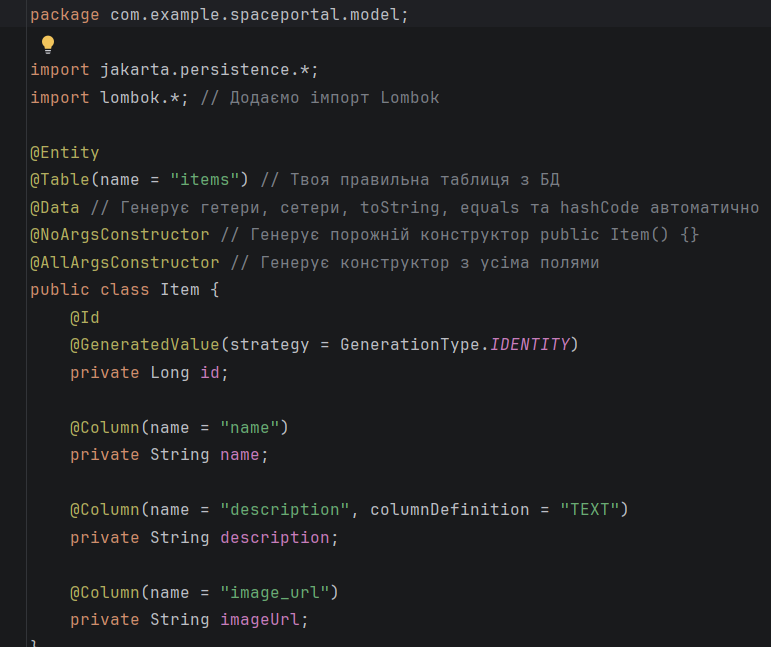 package com.example.spaceportal.model;
import jakarta.persistence.*;
import lombok.*; // Додаємо імпорт Lombok
@Entity
@Table(name = "items") // Твоя правильна таблиця з БД
@Data // Генерує гетери, сетери, toString, equals та hashCode автоматично
@NoArgsConstructor // Генерує порожній конструктор public Item() {}
@AllArgsConstructor // Генерує конструктор з усіма полями
public class Item {
    @Id
    @GeneratedValue(strategy = GenerationType.IDENTITY)
    private Long id;
    @Column(name = "name")
    private String name;
    @Column(name = "description", columnDefinition = "TEXT")
    private String description;
    @Column(name = "image_url")
    private String imageUrl;
}